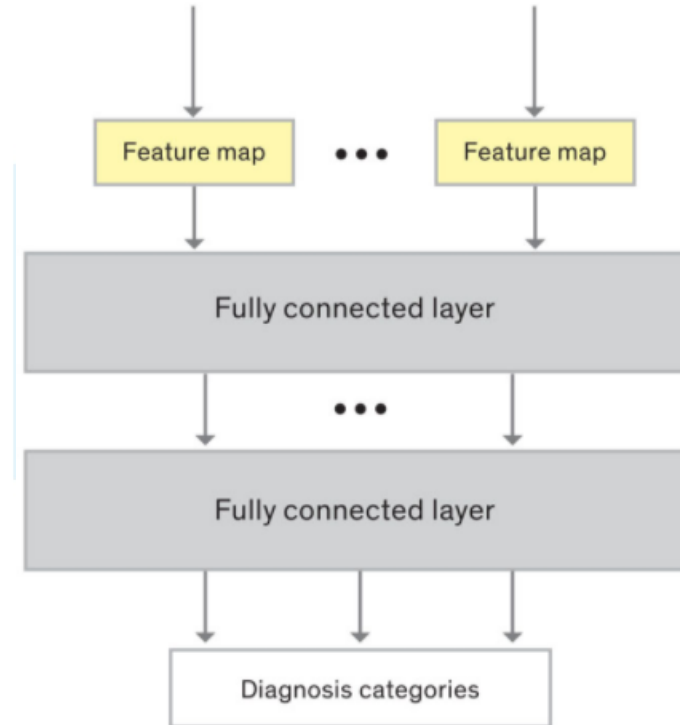 Feature map
Feature map
Fully connected layer
Fully connected layer
Diagnosis categories